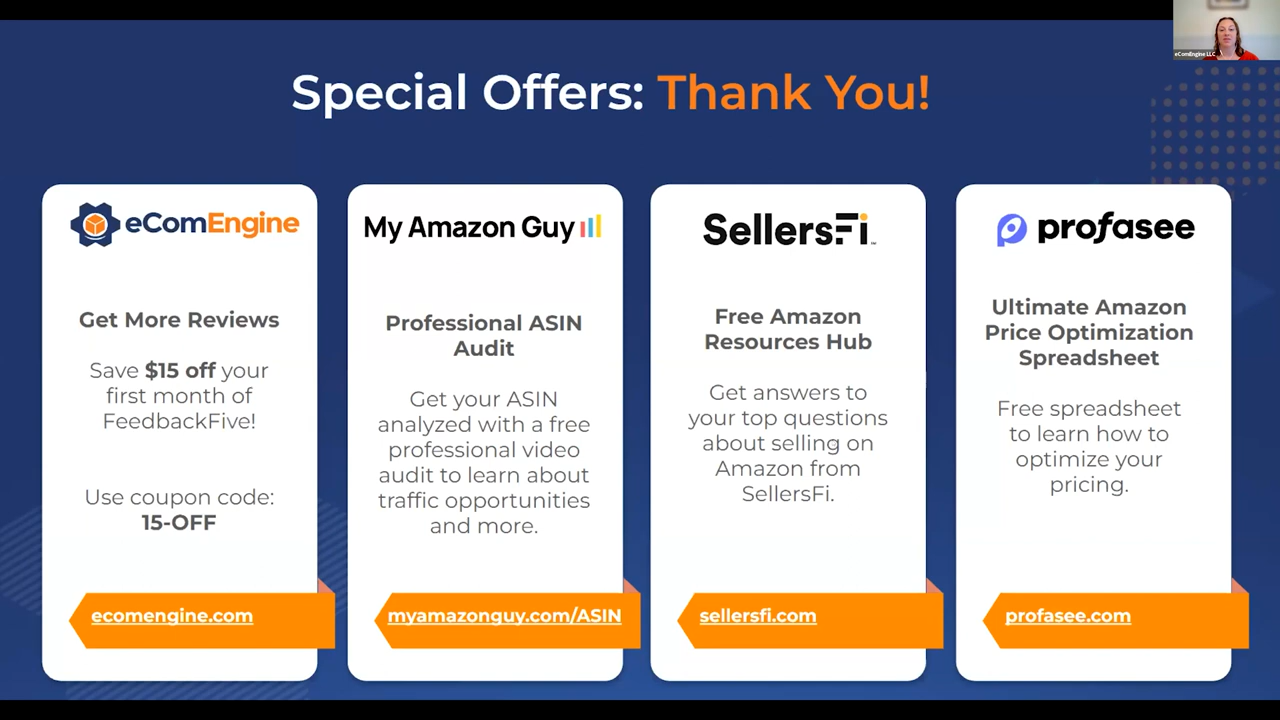 eComEngine LLC
Special Offers: Thank You!
eComEngine
Get More Reviews
Save $15 off your
first month of
FeedbackFive!
Use coupon code:
15-OFF
ecomengine.com
My Amazon Guy
Professional ASIN
Audit
Get your ASIN
analyzed with a free
professional video
audit to learn about
traffic opportunities
and more.
myamazonguy.com/ASIN
SellersFi™
Free Amazon
Resources Hub
Get answers to
your top questions
about selling on
Amazon from
SellersFi.
sellersfi.com
profasee
Ultimate Amazon
Price Optimization
Spreadsheet
Free spreadsheet
to learn how to
optimize your
pricing.
profasee.com